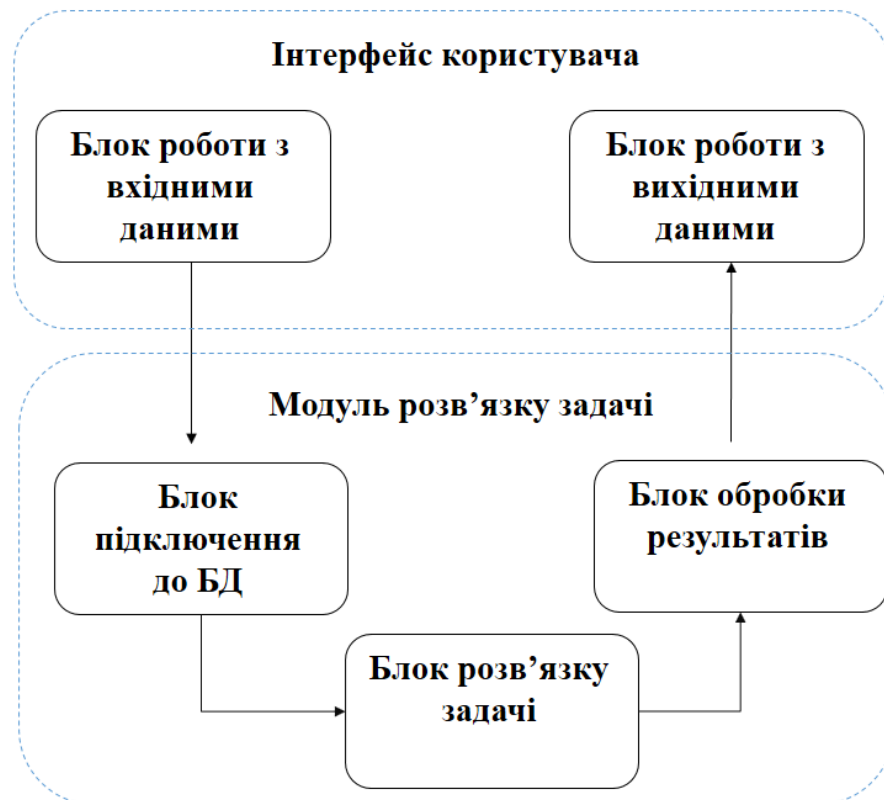 Інтерфейс користувача
Блок роботи з
вхідними
даними
Блок роботи з
вихідними
даними
Модуль розв’язку задачі
Блок
підключення
до БД
Блок обробки
результатів
Блок розв’язку
задачі